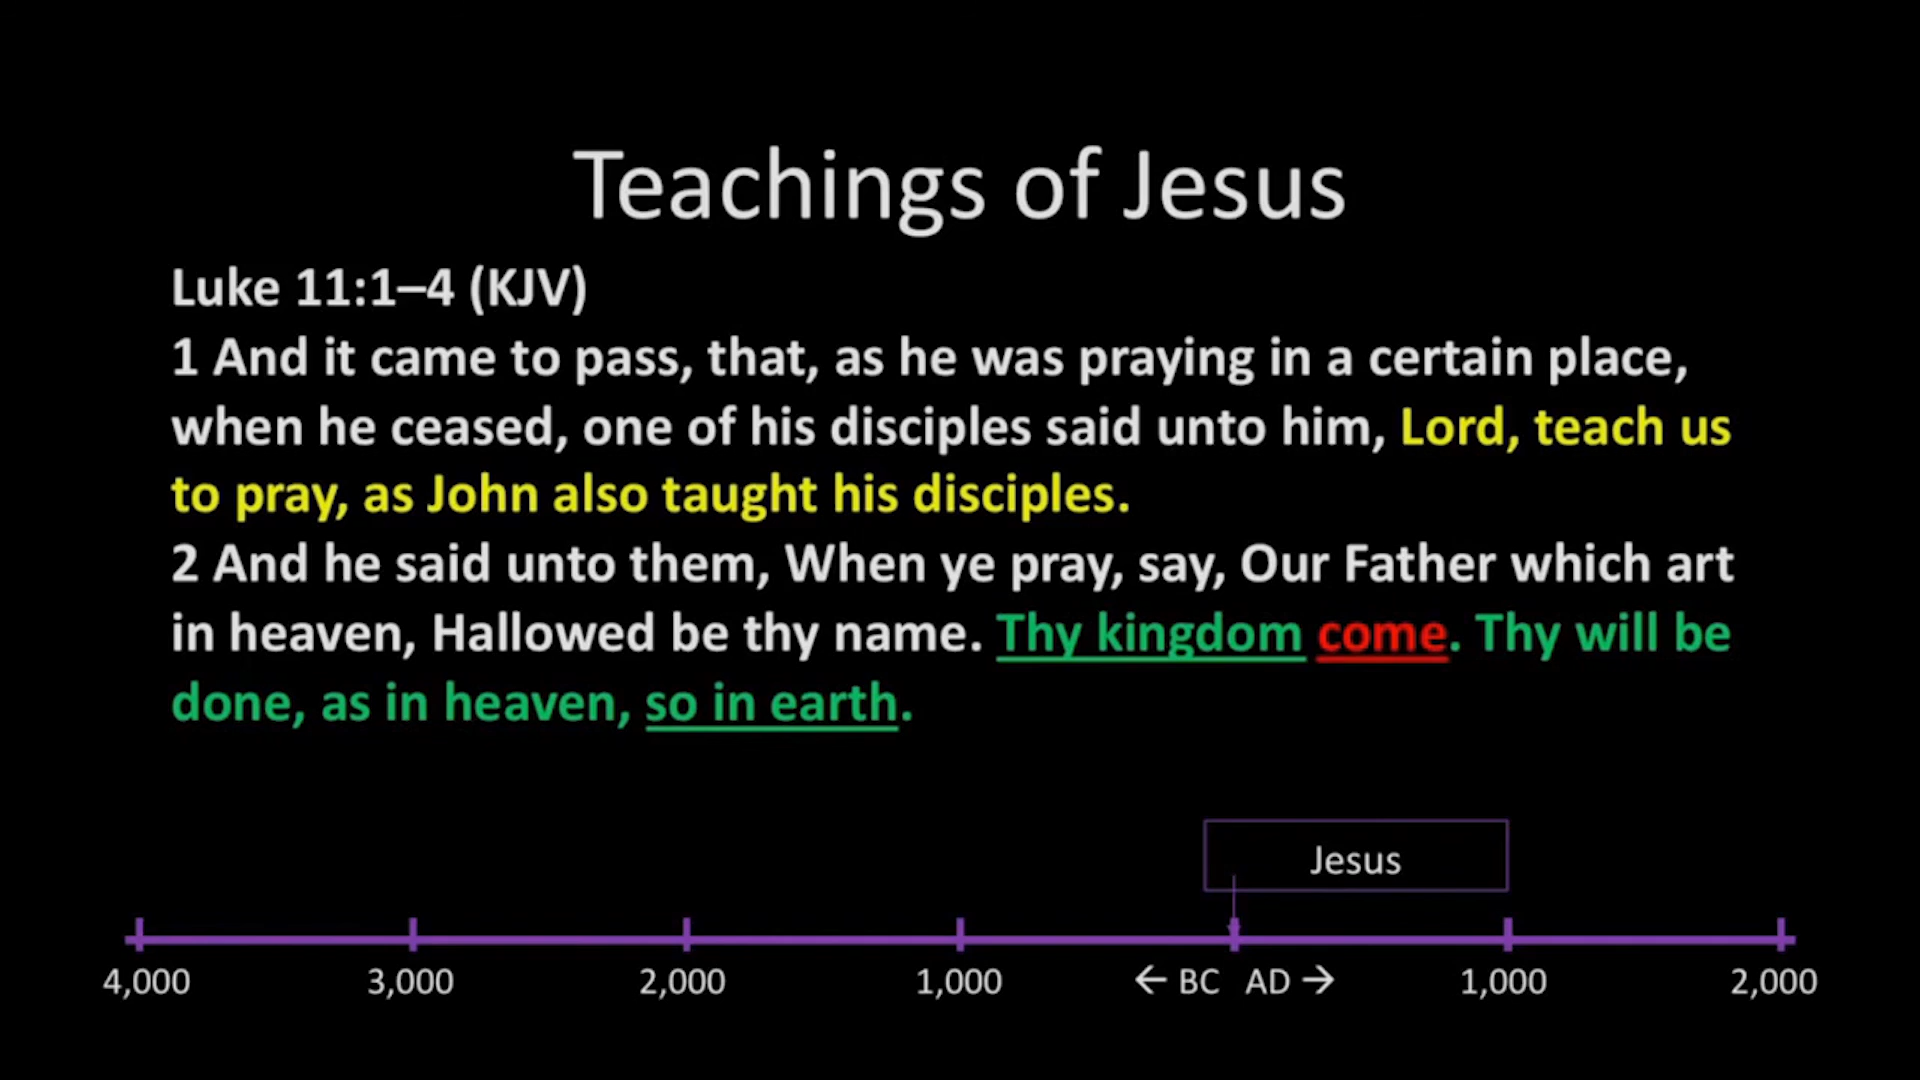 Teachings of Jesus
Luke 11:1–4 (KJV)
1 And it came to pass, that, as he was praying in a certain place,
when he ceased, one of his disciples said unto him, Lord, teach us
to pray, as John also taught his disciples.
2 And he said unto them, When ye pray, say, Our Father which art
in heaven, Hallowed be thy name. Thy kingdom come. Thy will be
done, as in heaven, so in earth.
Jesus
4,000 3,000 2,000 1,000 ← BC AD → 1,000 2,000